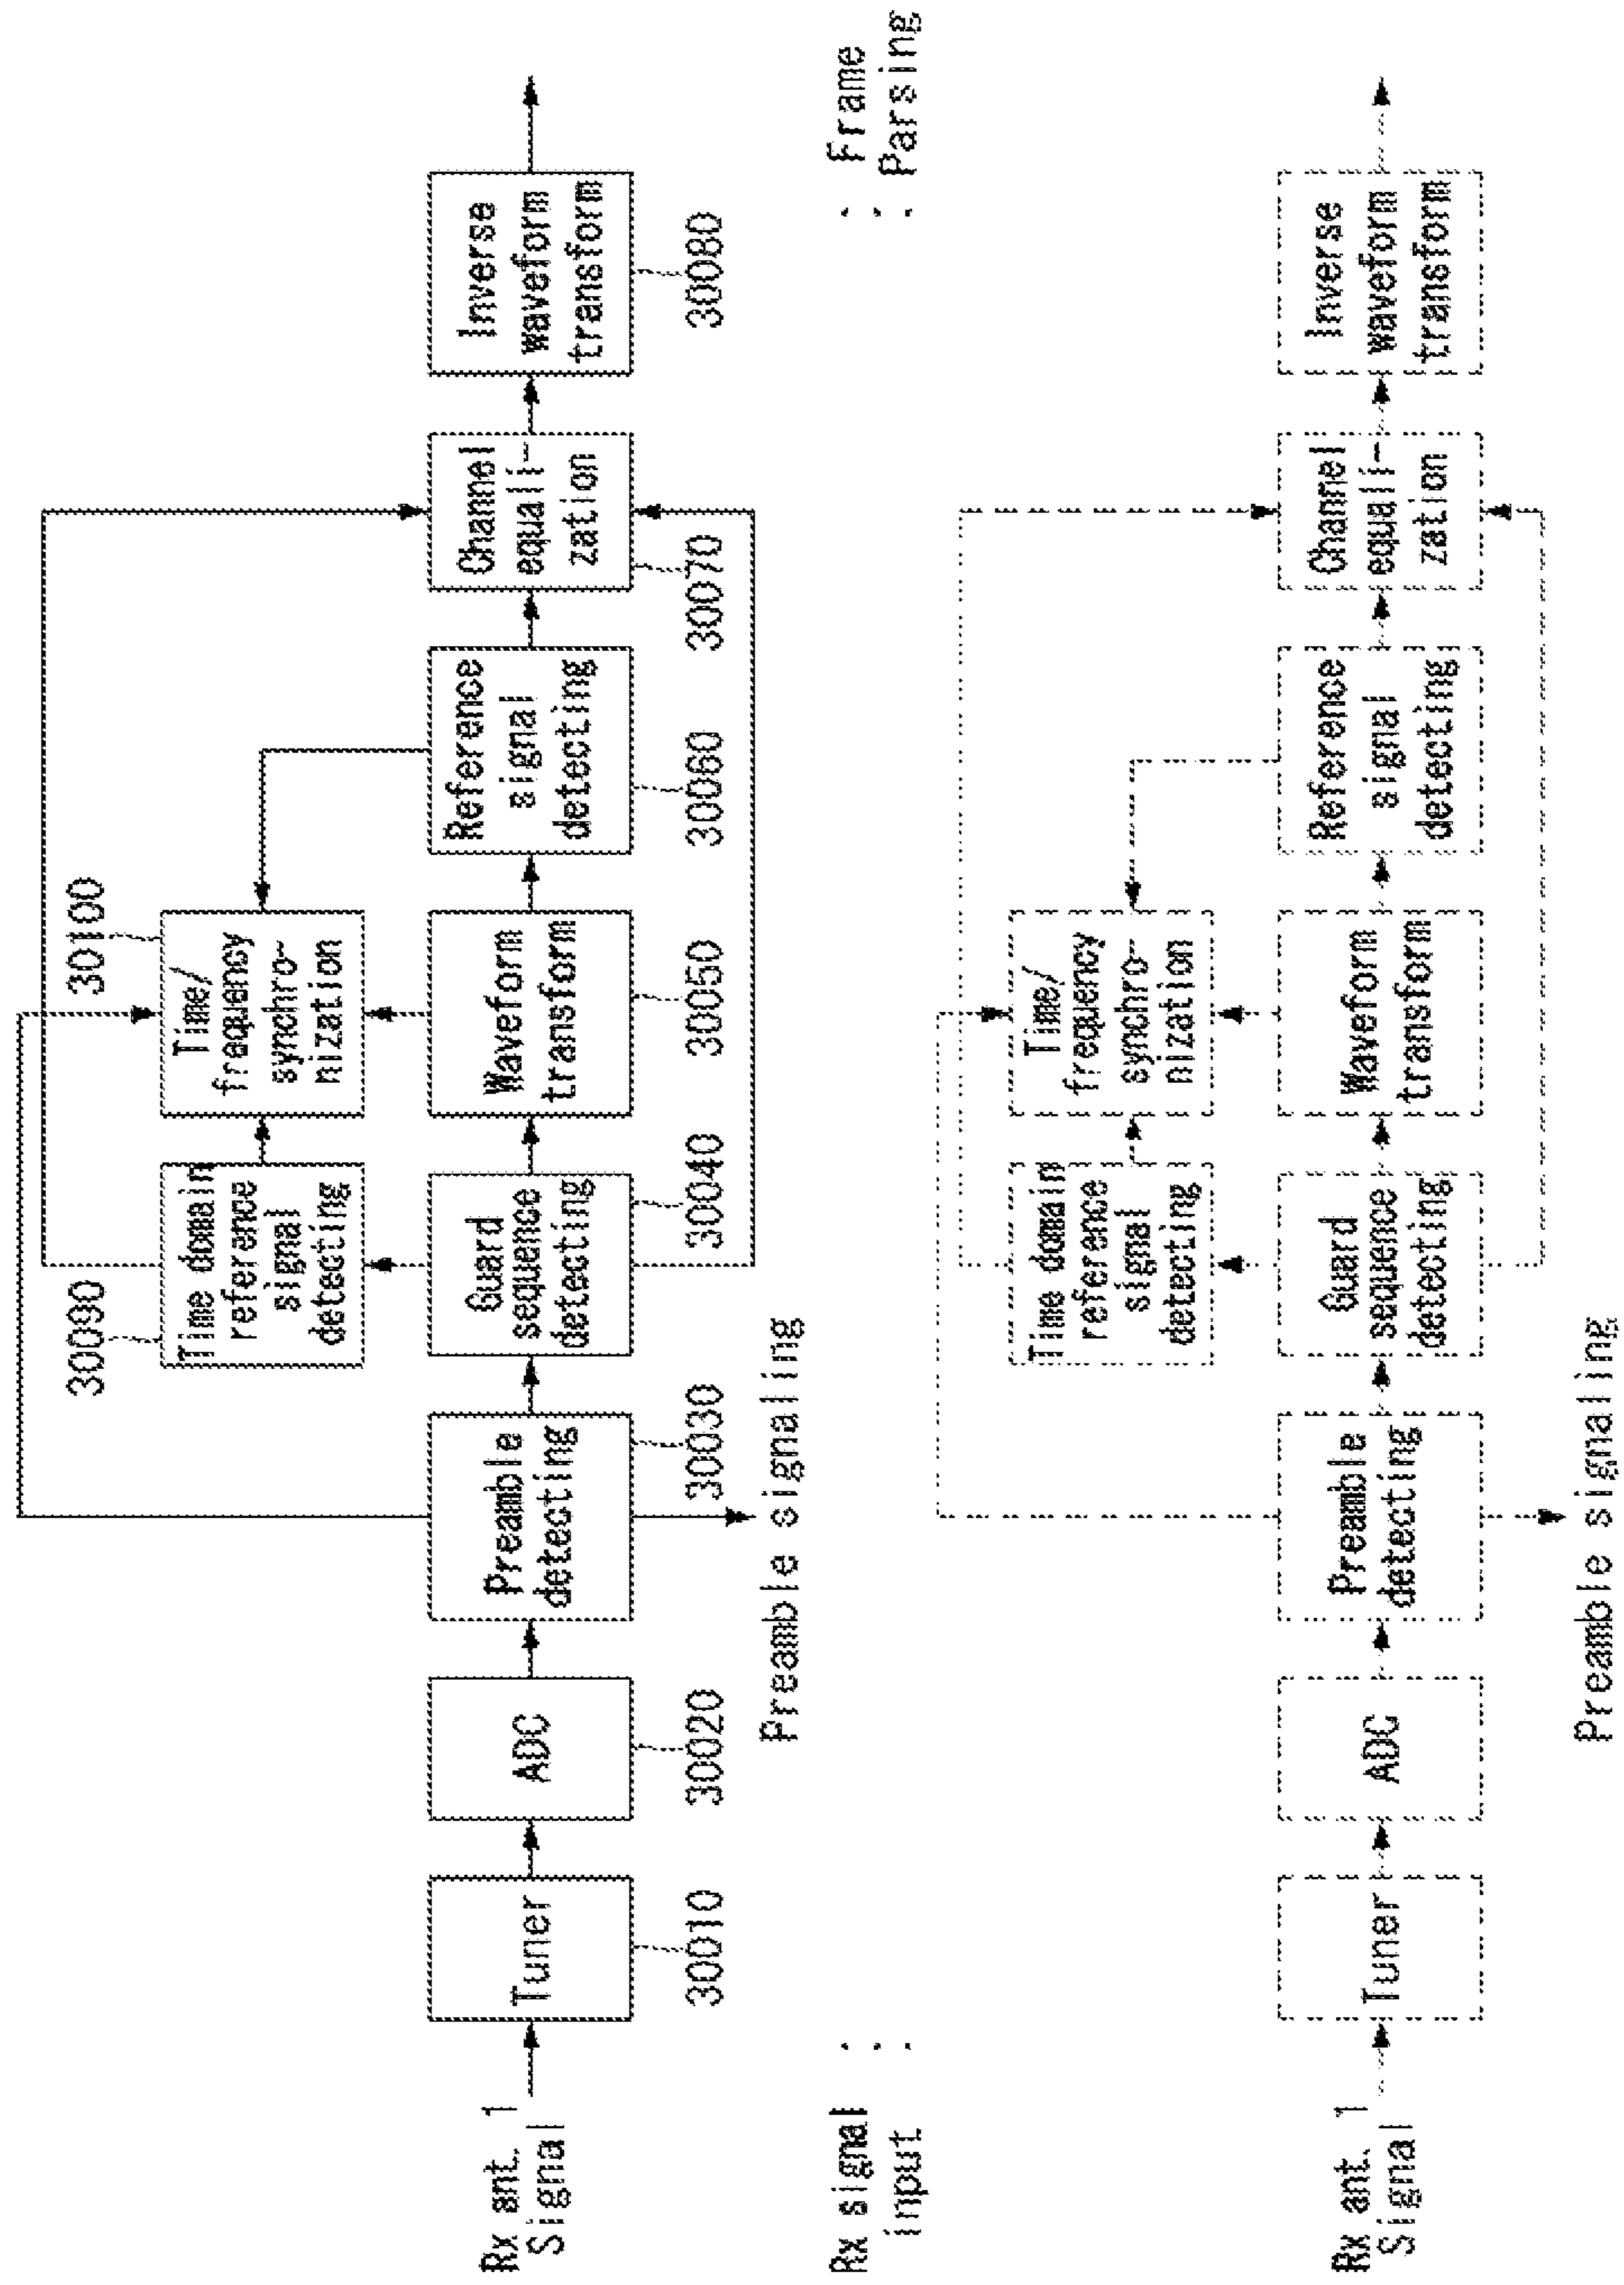 Rx ant. 1
Signal
Tuner
30010
ADC
30020
Preamble
detecting
30030
Preamble signaling
Guard
sequence
detecting
30040
Time domain
reference
signal
detecting
30090
Waveform
transform
30050
Time/
frequency
synchro-
nization
30100
Reference
signal
detecting
30060
Channel
equali-
zation
30070
Inverse
waveform
transform
30080
Rx signal
input
Frame
Parsing
Rx ant. 1
Signal
Tuner
ADC
Preamble
detecting
Preamble signaling
Guard
sequence
detecting
Time domain
reference
signal
detecting
Waveform
transform
Time/
frequency
synchro-
nization
Reference
signal
detecting
Channel
equali-
zation
Inverse
waveform
transform